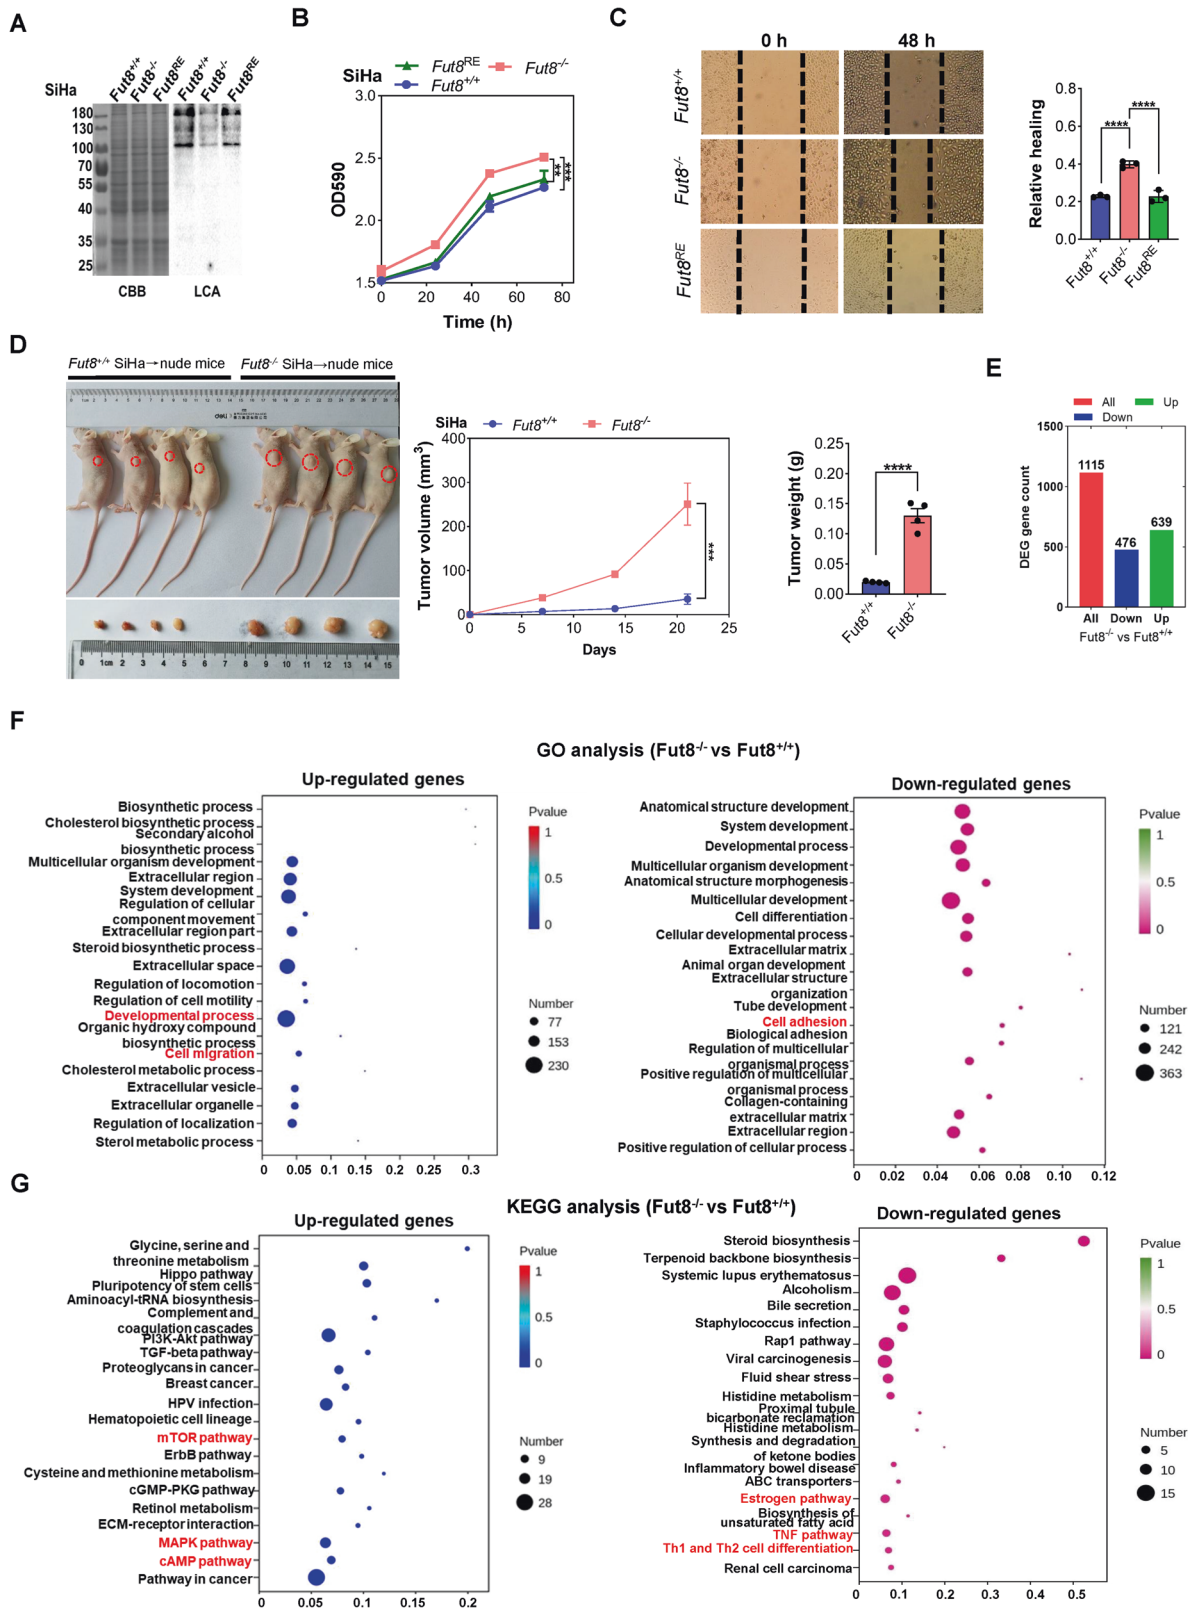 A
SiHa
Fut8+/+
Fut8-/-
Fut8RE
Fut8+/+
Fut8-/-
Fut8RE
180
130
100
70
55
40
35
25
CBB
LCA
B
SiHa
Fut8RE
Fut8-/-
Fut8+/+
OD590
3.0
2.5
2.0
1.5
**
***
0
20
40
60
80
Time (h)
C
0 h
48 h
Fut8+/+
Fut8-/-
Fut8RE
Relative healing
0.8
0.6
0.4
0.2
0.0
****
****
Fut8+/+
Fut8-/-
Fut8RE
D
Fut8+/+ SiHa→nude mice
Fut8-/- SiHa→nude mice
deli
0 1cm 2 3 4 5 6 7 8 9 10 11 12 13 14 15
SiHa
Fut8+/+
Fut8-/-
Tumor volume (mm3)
400
300
200
100
0
***
0
5
10
15
20
25
Days
Tumor weight (g)
0.25
0.20
0.15
0.10
0.05
0.00
****
Fut8+/+
Fut8-/-
E
All
Up
Down
DEG gene count
1500
1000
500
0
1115
476
639
All
Down
Up
Fut8-/- vs Fut8+/+
F
GO analysis (Fut8-/- vs Fut8+/+)
Up-regulated genes
Biosynthetic process
Cholesterol biosynthetic process
Secondary alcohol
biosynthetic process
Multicellular organism development
Extracellular region
System development
Regulation of cellular
component movement
Extracellular region part
Steroid biosynthetic process
Extracellular space
Regulation of locomotion
Regulation of cell motility
Developmental process
Organic hydroxy compound
biosynthetic process
Cell migration
Cholesterol metabolic process
Extracellular vesicle
Extracellular organelle
Regulation of localization
Sterol metabolic process
0
0.05
0.1
0.15
0.2
0.25
0.3
Pvalue
1
0.5
0
Number
77
153
230
Down-regulated genes
Anatomical structure development
System development
Developmental process
Multicellular organism development
Anatomical structure morphogenesis
Multicellular development
Cell differentiation
Cellular developmental process
Extracellular matrix
Animal organ development
Extracellular structure
organization
Tube development
Cell adhesion
Biological adhesion
Regulation of multicellular
organismal process
Positive regulation of multicellular
organismal process
Collagen-containing
extracellular matrix
Extracellular region
Positive regulation of cellular process
0
0.02
0.04
0.06
0.08
0.10
0.12
Pvalue
1
0.5
0
Number
121
242
363
G
KEGG analysis (Fut8-/- vs Fut8+/+)
Up-regulated genes
Glycine, serine and
threonine metabolism
Hippo pathway
Pluripotency of stem cells
Aminoacyl-tRNA biosynthesis
Complement and
coagulation cascades
PI3K-Akt pathway
TGF-beta pathway
Proteoglycans in cancer
Breast cancer
HPV infection
Hematopoietic cell lineage
mTOR pathway
ErbB pathway
Cysteine and methionine metabolism
cGMP-PKG pathway
Retinol metabolism
ECM-receptor interaction
MAPK pathway
cAMP pathway
Pathway in cancer
0
0.05
0.1
0.15
0.2
Pvalue
1
0.5
0
Number
9
19
28
Down-regulated genes
Steroid biosynthesis
Terpenoid backbone biosynthesis
Systemic lupus erythematosus
Alcoholism
Bile secretion
Staphylococcus infection
Rap1 pathway
Viral carcinogenesis
Fluid shear stress
Histidine metabolism
Proximal tubule
bicarbonate reclamation
Histidine metabolism
Synthesis and degradation
of ketone bodies
Inflammatory bowel disease
ABC transporters
Estrogen pathway
Biosynthesis of
unsaturated fatty acid
TNF pathway
Th1 and Th2 cell differentiation
Renal cell carcinoma
0
0.1
0.2
0.3
0.4
0.5
Pvalue
1
0.5
0
Number
5
10
15